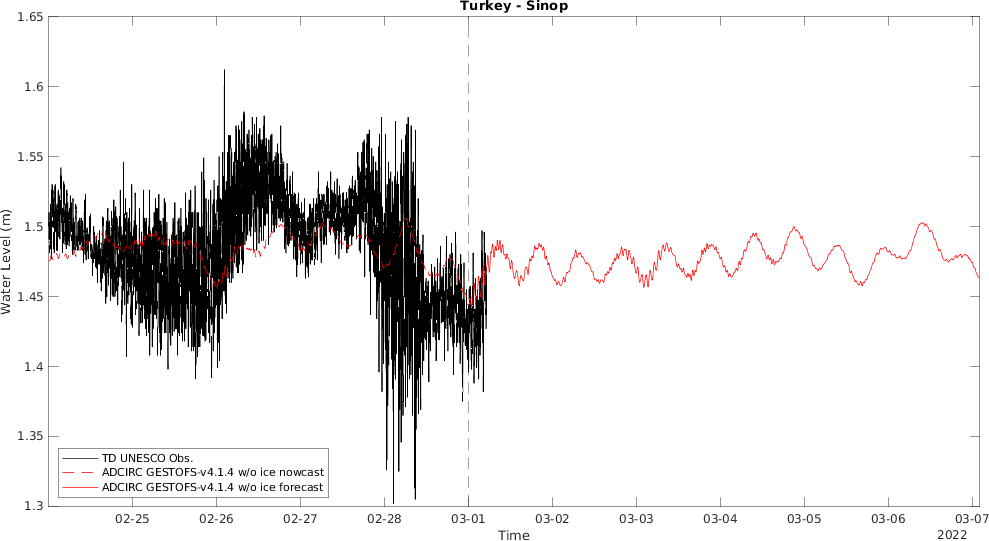 Turkey - Sinop
1.65
1.6
1.55
1.5
1.45
1.4
1.35
1.3
Water Level (m)
TD UNESCO Obs.
ADCIRC GESTOFS-v4.1.4 w/o ice nowcast
ADCIRC GESTOFS-v4.1.4 w/o ice forecast
02-25 02-26 02-27 02-28 03-01 03-02 03-03 03-04 03-05 03-06 03-07
Time
2022